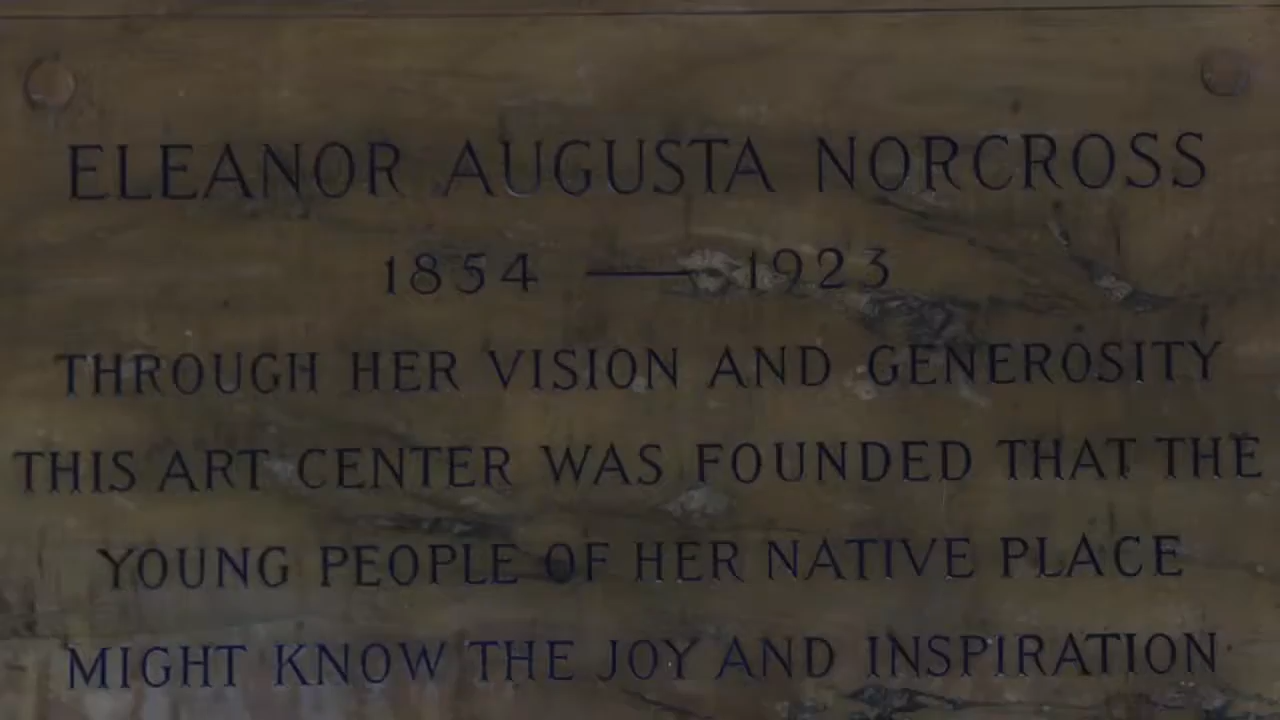 ELEANOR AUGUSTA NORCROSS
1854 — 1923
THROUGH HER VISION AND GENEROSITY
THIS ART CENTER WAS FOUNDED THAT THE
YOUNG PEOPLE OF HER NATIVE PLACE
MIGHT KNOW THE JOY AND INSPIRATION